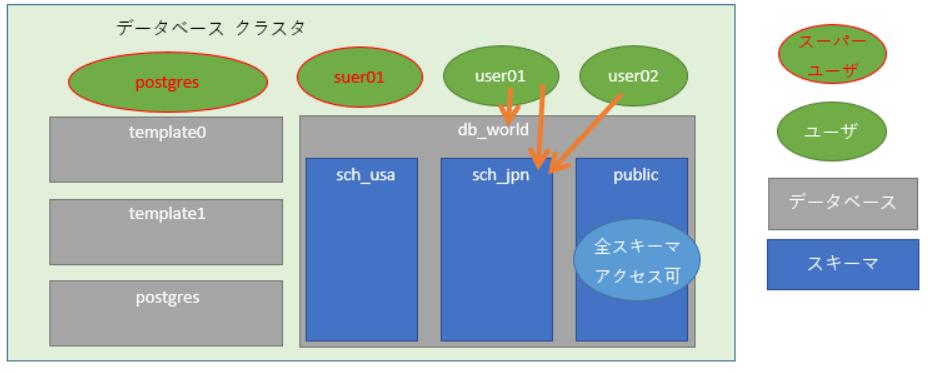 データベース クラスタ
postgres
suer01
user01
user02
template0
template1
postgres
db_world
sch_usa
sch_jpn
public
全スキーマ
アクセス可
スーパー
ユーザ
ユーザ
データベース
スキーマ